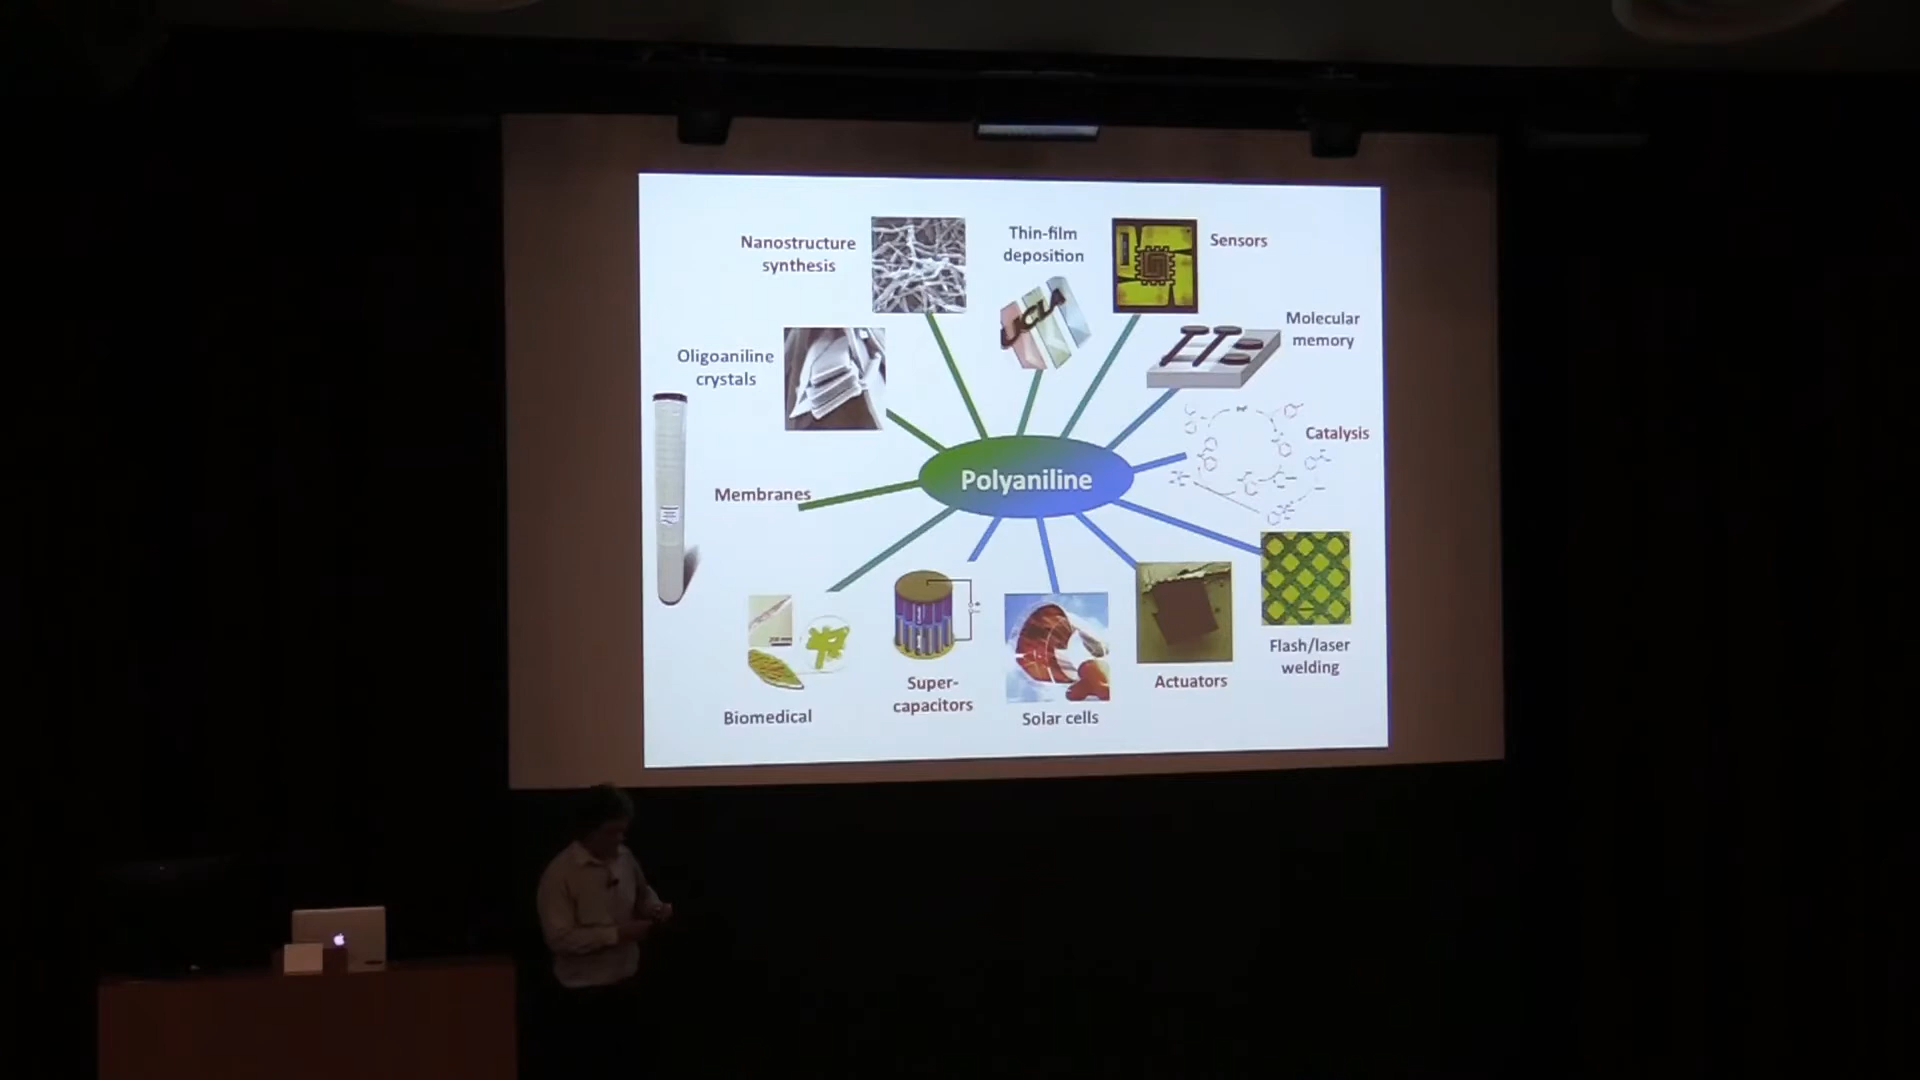 Nanostructure
synthesis
Thin-film
deposition
Sensors
UCLA
Molecular
memory
Oligoaniline
crystals
Catalysis
Polyaniline
Membranes
Flash/laser
welding
Super-
capacitors
Actuators
Biomedical
Solar cells